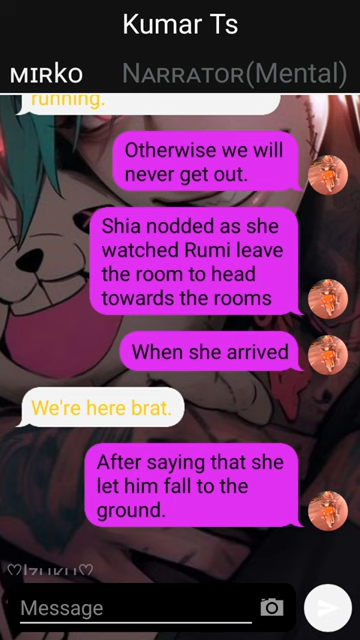 Kumar Ts
MIRKO NARRATOR(Mental)
running.
Otherwise we will
never get out.
Shia nodded as she
watched Rumi leave
the room to head
towards the rooms
When she arrived
We're here brat.
After saying that she
let him fall to the
ground.
♡Izuku♡
Message